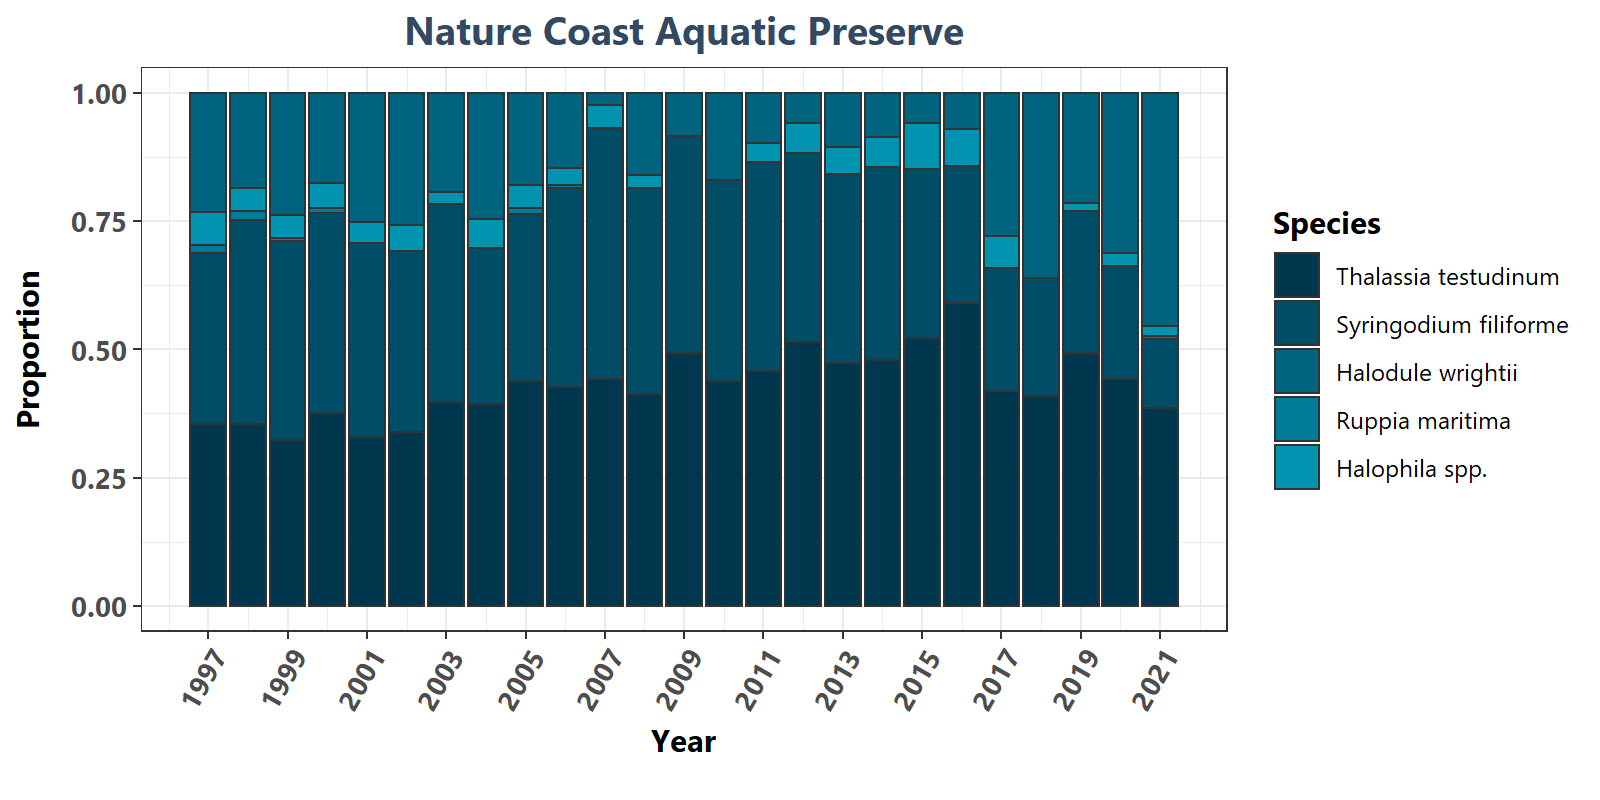 Nature Coast Aquatic Preserve
1.00
0.75
0.50
0.25
0.00
Proportion
1997
1999
2001
2003
2005
2007
2009
2011
2013
2015
2017
2019
2021
Year
Species
Thalassia testudinum
Syringodium filiforme
Halodule wrightii
Ruppia maritima
Halophila spp.